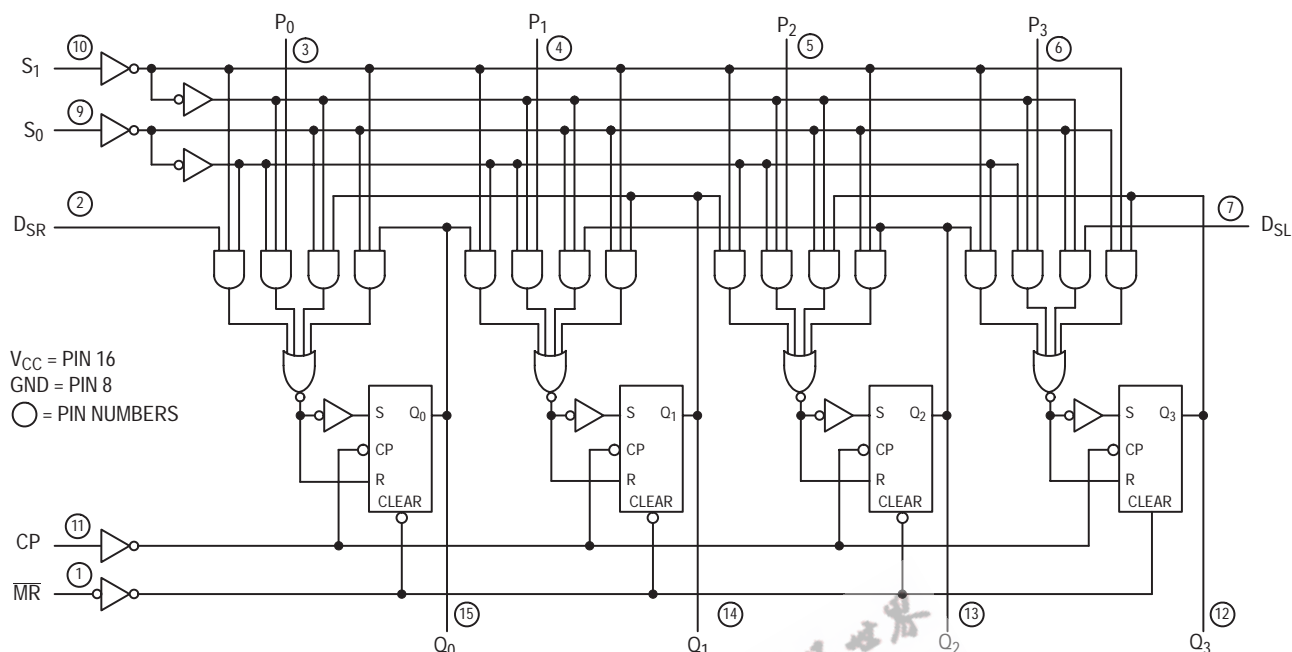 P0 P1 P2 P3
10 3 4 5 6
S1
9
S0
2 7
DSR DSL
VCC = PIN 16
GND = PIN 8
= PIN NUMBERS
S Q0 S Q1 S Q2 S Q3
CP CP CP CP
R R R R
CLEAR CLEAR CLEAR CLEAR
11
CP
1
MR
15 14 13 12
Q0 Q1 Q2 Q3